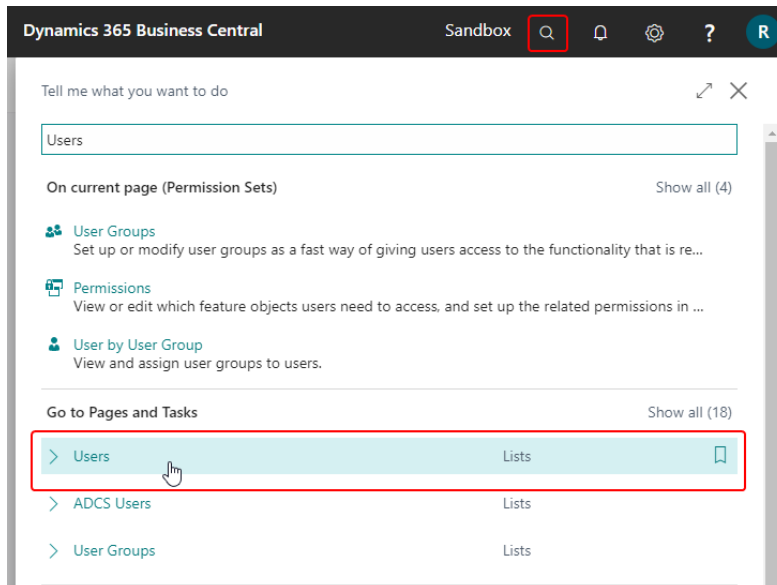 Dynamics 365 Business Central Sandbox ? R
Tell me what you want to do
Users
On current page (Permission Sets) Show all (4)
User Groups
Set up or modify user groups as a fast way of giving users access to the functionality that is re...
Permissions
View or edit which feature objects users need to access, and set up the related permissions in ...
User by User Group
View and assign user groups to users.
Go to Pages and Tasks Show all (18)
Users Lists
ADCS Users Lists
User Groups Lists